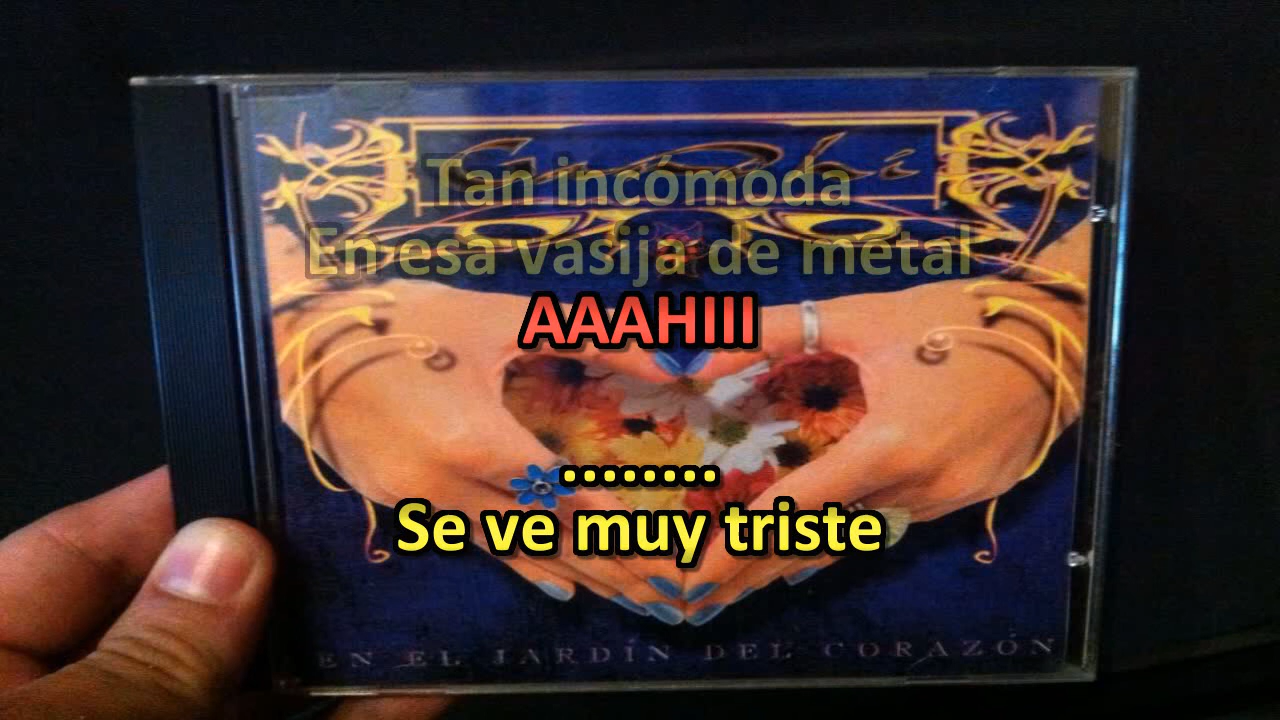 Tan incómoda
En esa vasija de metal
AAAHIII
........
Se ve muy triste
EN EL JARDÍN DEL CORAZÓN